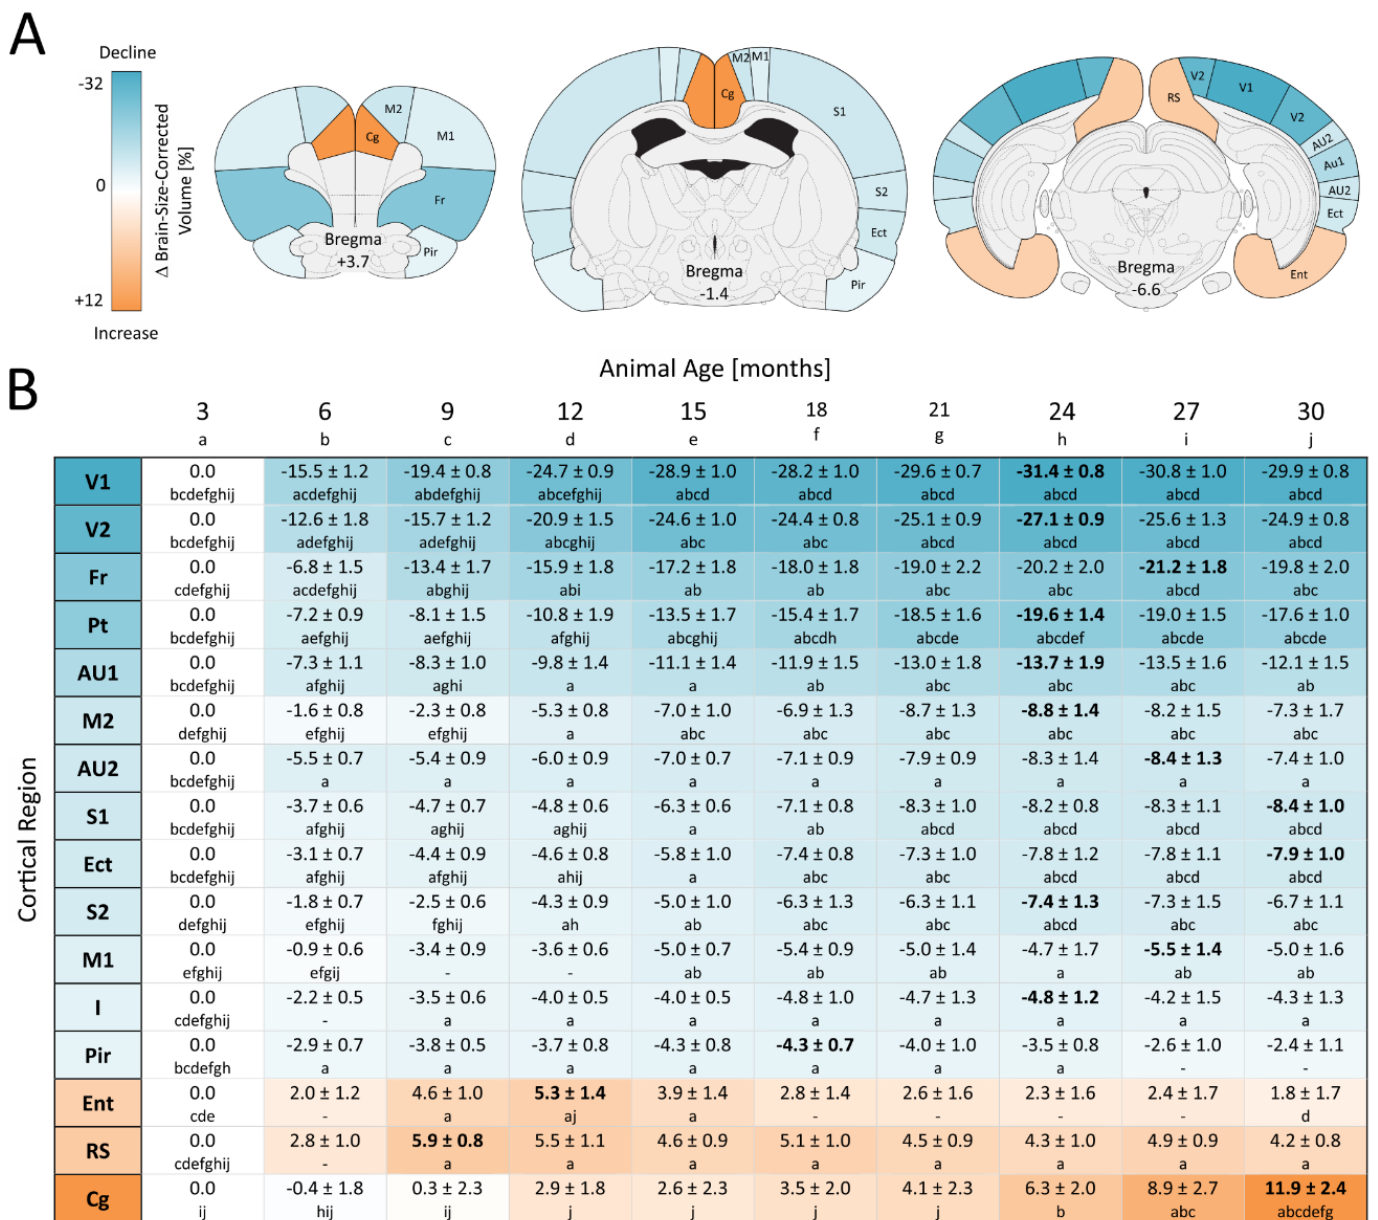 A
Decline
-32
0
+12
Increase
Δ Brain-Size-Corrected
Volume [%]
M2
Cg
M1
Fr
Pir
Bregma
+3.7
M2
M1
Cg
S1
S2
Ect
Pir
Bregma
-1.4
V2
V1
RS
V2
AU2
Au1
AU2
Ect
Ent
Bregma
-6.6
B
Animal Age [months]
3 6 9 12 15 18 21 24 27 30
a b c d e f g h i j
Cortical Region
V1 0.0 -15.5 ± 1.2 -19.4 ± 0.8 -24.7 ± 0.9 -28.9 ± 1.0 -28.2 ± 1.0 -29.6 ± 0.7 -31.4 ± 0.8 -30.8 ± 1.0 -29.9 ± 0.8
bcdefghij acdefghij abdefghij abcefghij abcd abcd abcd abcd abcd abcd
V2 0.0 -12.6 ± 1.8 -15.7 ± 1.2 -20.9 ± 1.5 -24.6 ± 1.0 -24.4 ± 0.8 -25.1 ± 0.9 -27.1 ± 0.9 -25.6 ± 1.3 -24.9 ± 0.8
bcdefghij adefghij adefghij abcghij abc abc abcd abcd abcd abcd
Fr 0.0 -6.8 ± 1.5 -13.4 ± 1.7 -15.9 ± 1.8 -17.2 ± 1.8 -18.0 ± 1.8 -19.0 ± 2.2 -20.2 ± 2.0 -21.2 ± 1.8 -19.8 ± 2.0
cdefghij acdefghij abghij abi ab ab abc abc abcd abc
Pt 0.0 -7.2 ± 0.9 -8.1 ± 1.5 -10.8 ± 1.9 -13.5 ± 1.7 -15.4 ± 1.7 -18.5 ± 1.6 -19.6 ± 1.4 -19.0 ± 1.5 -17.6 ± 1.0
bcdefghij aefghij aefghij afghij abcghij abcdh abcde abcdef abcde abcde
AU1 0.0 -7.3 ± 1.1 -8.3 ± 1.0 -9.8 ± 1.4 -11.1 ± 1.4 -11.9 ± 1.5 -13.0 ± 1.8 -13.7 ± 1.9 -13.5 ± 1.6 -12.1 ± 1.5
bcdefghij afghij aghi a a ab abc abc abc ab
M2 0.0 -1.6 ± 0.8 -2.3 ± 0.8 -5.3 ± 0.8 -7.0 ± 1.0 -6.9 ± 1.3 -8.7 ± 1.3 -8.8 ± 1.4 -8.2 ± 1.5 -7.3 ± 1.7
defghij efghij efghij a abc abc abc abc abc abc
AU2 0.0 -5.5 ± 0.7 -5.4 ± 0.9 -6.0 ± 0.9 -7.0 ± 0.7 -7.1 ± 0.9 -7.9 ± 0.9 -8.3 ± 1.4 -8.4 ± 1.3 -7.4 ± 1.0
bcdefghij a a a a a a a a a
S1 0.0 -3.7 ± 0.6 -4.7 ± 0.7 -4.8 ± 0.6 -6.3 ± 0.6 -7.1 ± 0.8 -8.3 ± 1.0 -8.2 ± 0.8 -8.3 ± 1.1 -8.4 ± 1.0
bcdefghij afghij aghij aghij a ab abcd abcd abcd abcd
Ect 0.0 -3.1 ± 0.7 -4.4 ± 0.9 -4.6 ± 0.8 -5.8 ± 1.0 -7.4 ± 0.8 -7.3 ± 1.0 -7.8 ± 1.2 -7.8 ± 1.1 -7.9 ± 1.0
bcdefghij afghij afghij ahij a abc abc abcd abcd abcd
S2 0.0 -1.8 ± 0.7 -2.5 ± 0.6 -4.3 ± 0.9 -5.0 ± 1.0 -6.3 ± 1.3 -6.3 ± 1.1 -7.4 ± 1.3 -7.3 ± 1.5 -6.7 ± 1.1
defghij efghij fghij ah ab abc abc abcd abc abc
M1 0.0 -0.9 ± 0.6 -3.4 ± 0.9 -3.6 ± 0.6 -5.0 ± 0.7 -5.4 ± 0.9 -5.0 ± 1.4 -4.7 ± 1.7 -5.5 ± 1.4 -5.0 ± 1.6
efghij efgij - - ab ab ab a ab ab
I 0.0 -2.2 ± 0.5 -3.5 ± 0.6 -4.0 ± 0.5 -4.0 ± 0.5 -4.8 ± 1.0 -4.7 ± 1.3 -4.8 ± 1.2 -4.2 ± 1.5 -4.3 ± 1.3
cdefghij - a a a a a a a a
Pir 0.0 -2.9 ± 0.7 -3.8 ± 0.5 -3.7 ± 0.8 -4.3 ± 0.8 -4.3 ± 0.7 -4.0 ± 1.0 -3.5 ± 0.8 -2.6 ± 1.0 -2.4 ± 1.1
bcdefgh a a a a a a a - -
Ent 0.0 2.0 ± 1.2 4.6 ± 1.0 5.3 ± 1.4 3.9 ± 1.4 2.8 ± 1.4 2.6 ± 1.6 2.3 ± 1.6 2.4 ± 1.7 1.8 ± 1.7
cde - a aj a - - - - d
RS 0.0 2.8 ± 1.0 5.9 ± 0.8 5.5 ± 1.1 4.6 ± 0.9 5.1 ± 1.0 4.5 ± 0.9 4.3 ± 1.0 4.9 ± 0.9 4.2 ± 0.8
cdefghij - a a a a a a a a
Cg 0.0 -0.4 ± 1.8 0.3 ± 2.3 2.9 ± 1.8 2.6 ± 2.3 3.5 ± 2.0 4.1 ± 2.3 6.3 ± 2.0 8.9 ± 2.7 11.9 ± 2.4
ij hij ij j j j j b abc abcdefg